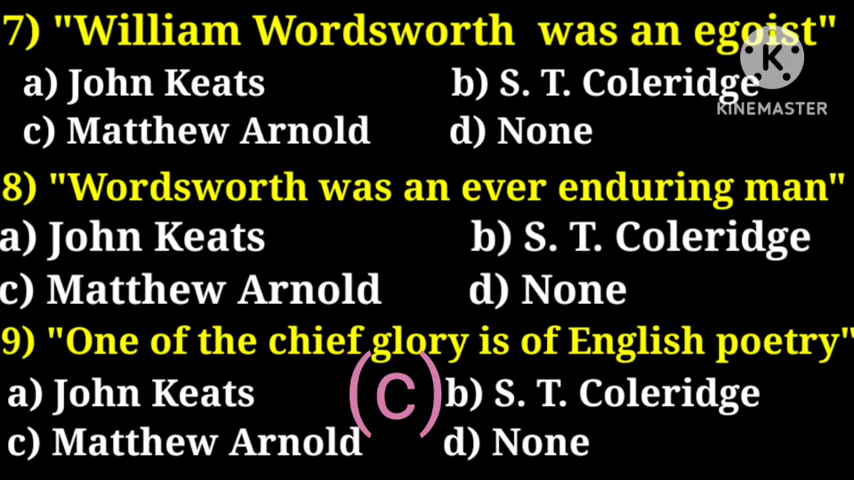 7) "William Wordsworth was an egoist"
a) John Keats b) S. T. Coleridge
c) Matthew Arnold d) None
KINEMASTER
8) "Wordsworth was an ever enduring man"
a) John Keats b) S. T. Coleridge
c) Matthew Arnold d) None
9) "One of the chief glory is of English poetry"
a) John Keats b) S. T. Coleridge
(c)
c) Matthew Arnold d) None